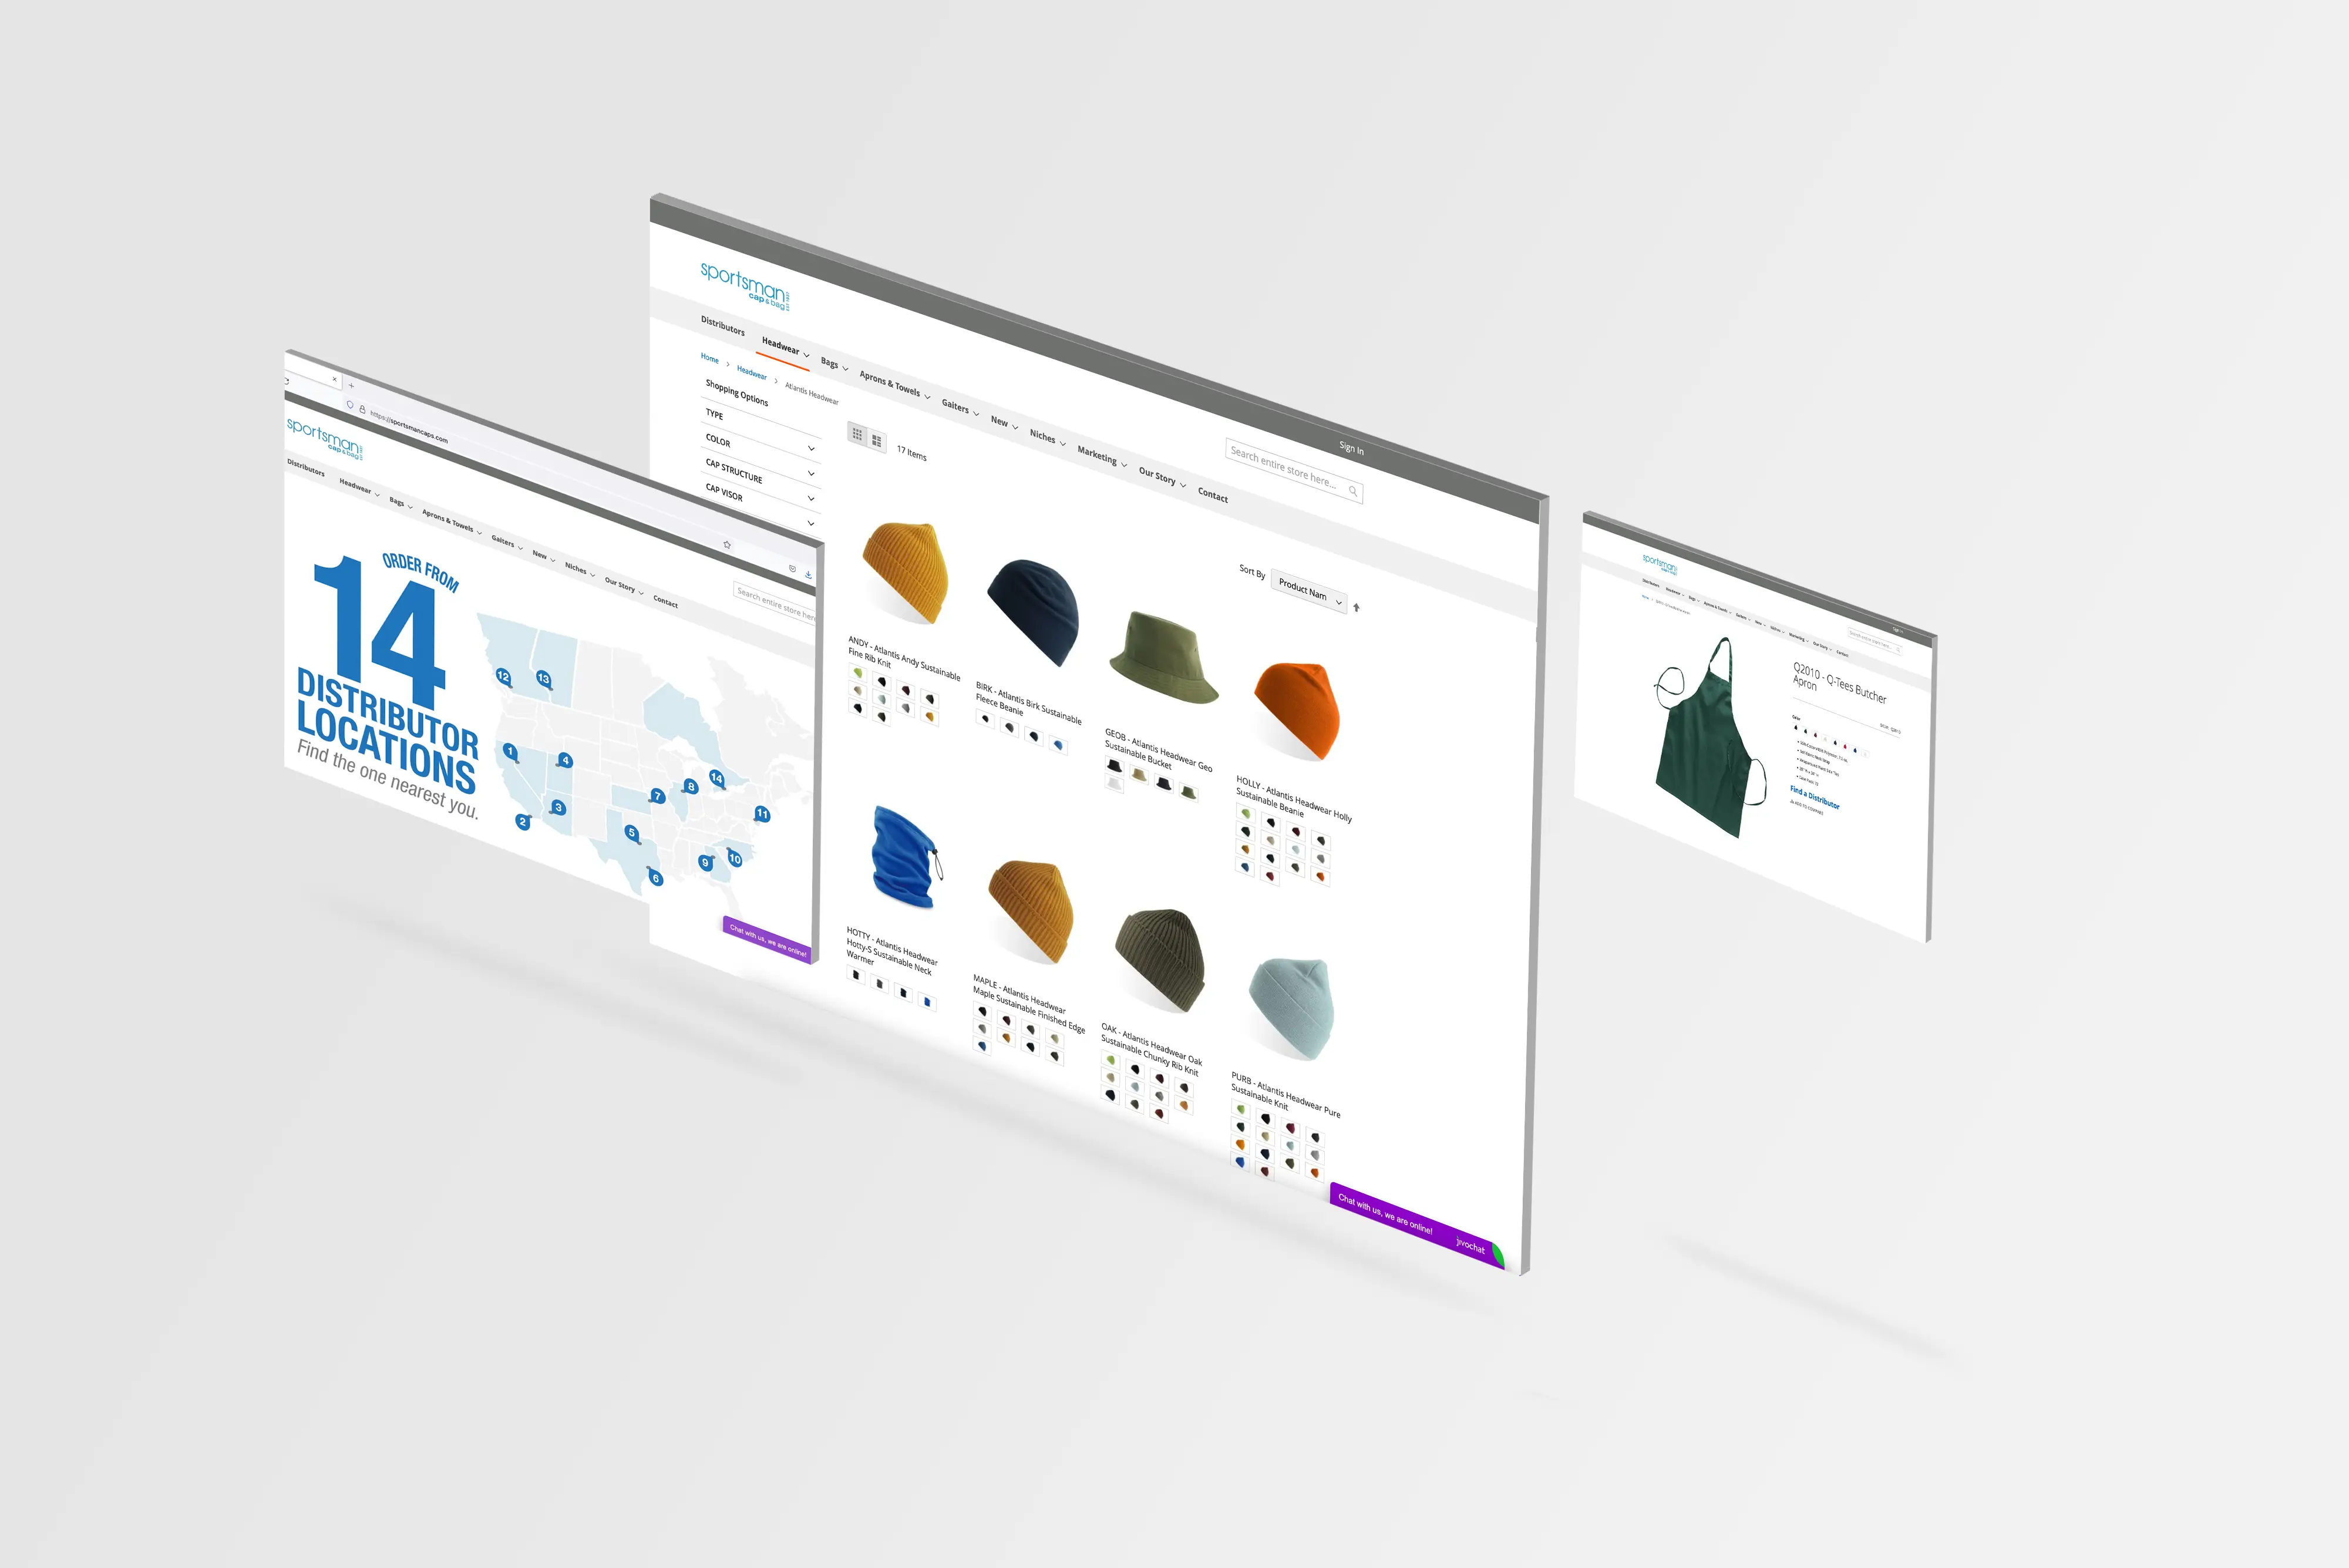 sportsman
cap & bag
Distributors
Headwear
Bags
Aprons & Towels
Gaiters
New
Niches
Marketing
Our Story
Contact
Sign In
Search entire store here...
Home
Headwear
Atlantis Headwear
Shopping Options
TYPE
COLOR
CAP STRUCTURE
CAP VISOR
17 Items
Sort By
Product Nam
ANDY - Atlantis Andy Sustainable
Fine Rib Knit
BIRK - Atlantis Birk Sustainable
Fleece Beanie
GEOB - Atlantis Headwear Geo
Sustainable Bucket
HOLLY - Atlantis Headwear Holly
Sustainable Beanie
HOTTY - Atlantis Headwear
Hotty-S Sustainable Neck
Warmer
MAPLE - Atlantis Headwear
Maple Sustainable Finished Edge
OAK - Atlantis Headwear Oak
Sustainable Chunky Rib Knit
PURB - Atlantis Headwear Pure
Sustainable Knit
Chat with us, we are online!
jivochat
https://sportsmancaps.com
sportsman
cap & bag
Distributors
Headwear
Bags
Aprons & Towels
Gaiters
New
Niches
Our Story
Contact
Search entire store here
ORDER FROM
14
DISTRIBUTOR
LOCATIONS
Find the one nearest you.
12
13
1
4
3
2
5
6
7
8
14
11
9
10
Chat with us, we are online!
sportsman
Q2010 - Q-Tees Butcher
Apron
Color
Find a Distributor
ADD TO COMPARE